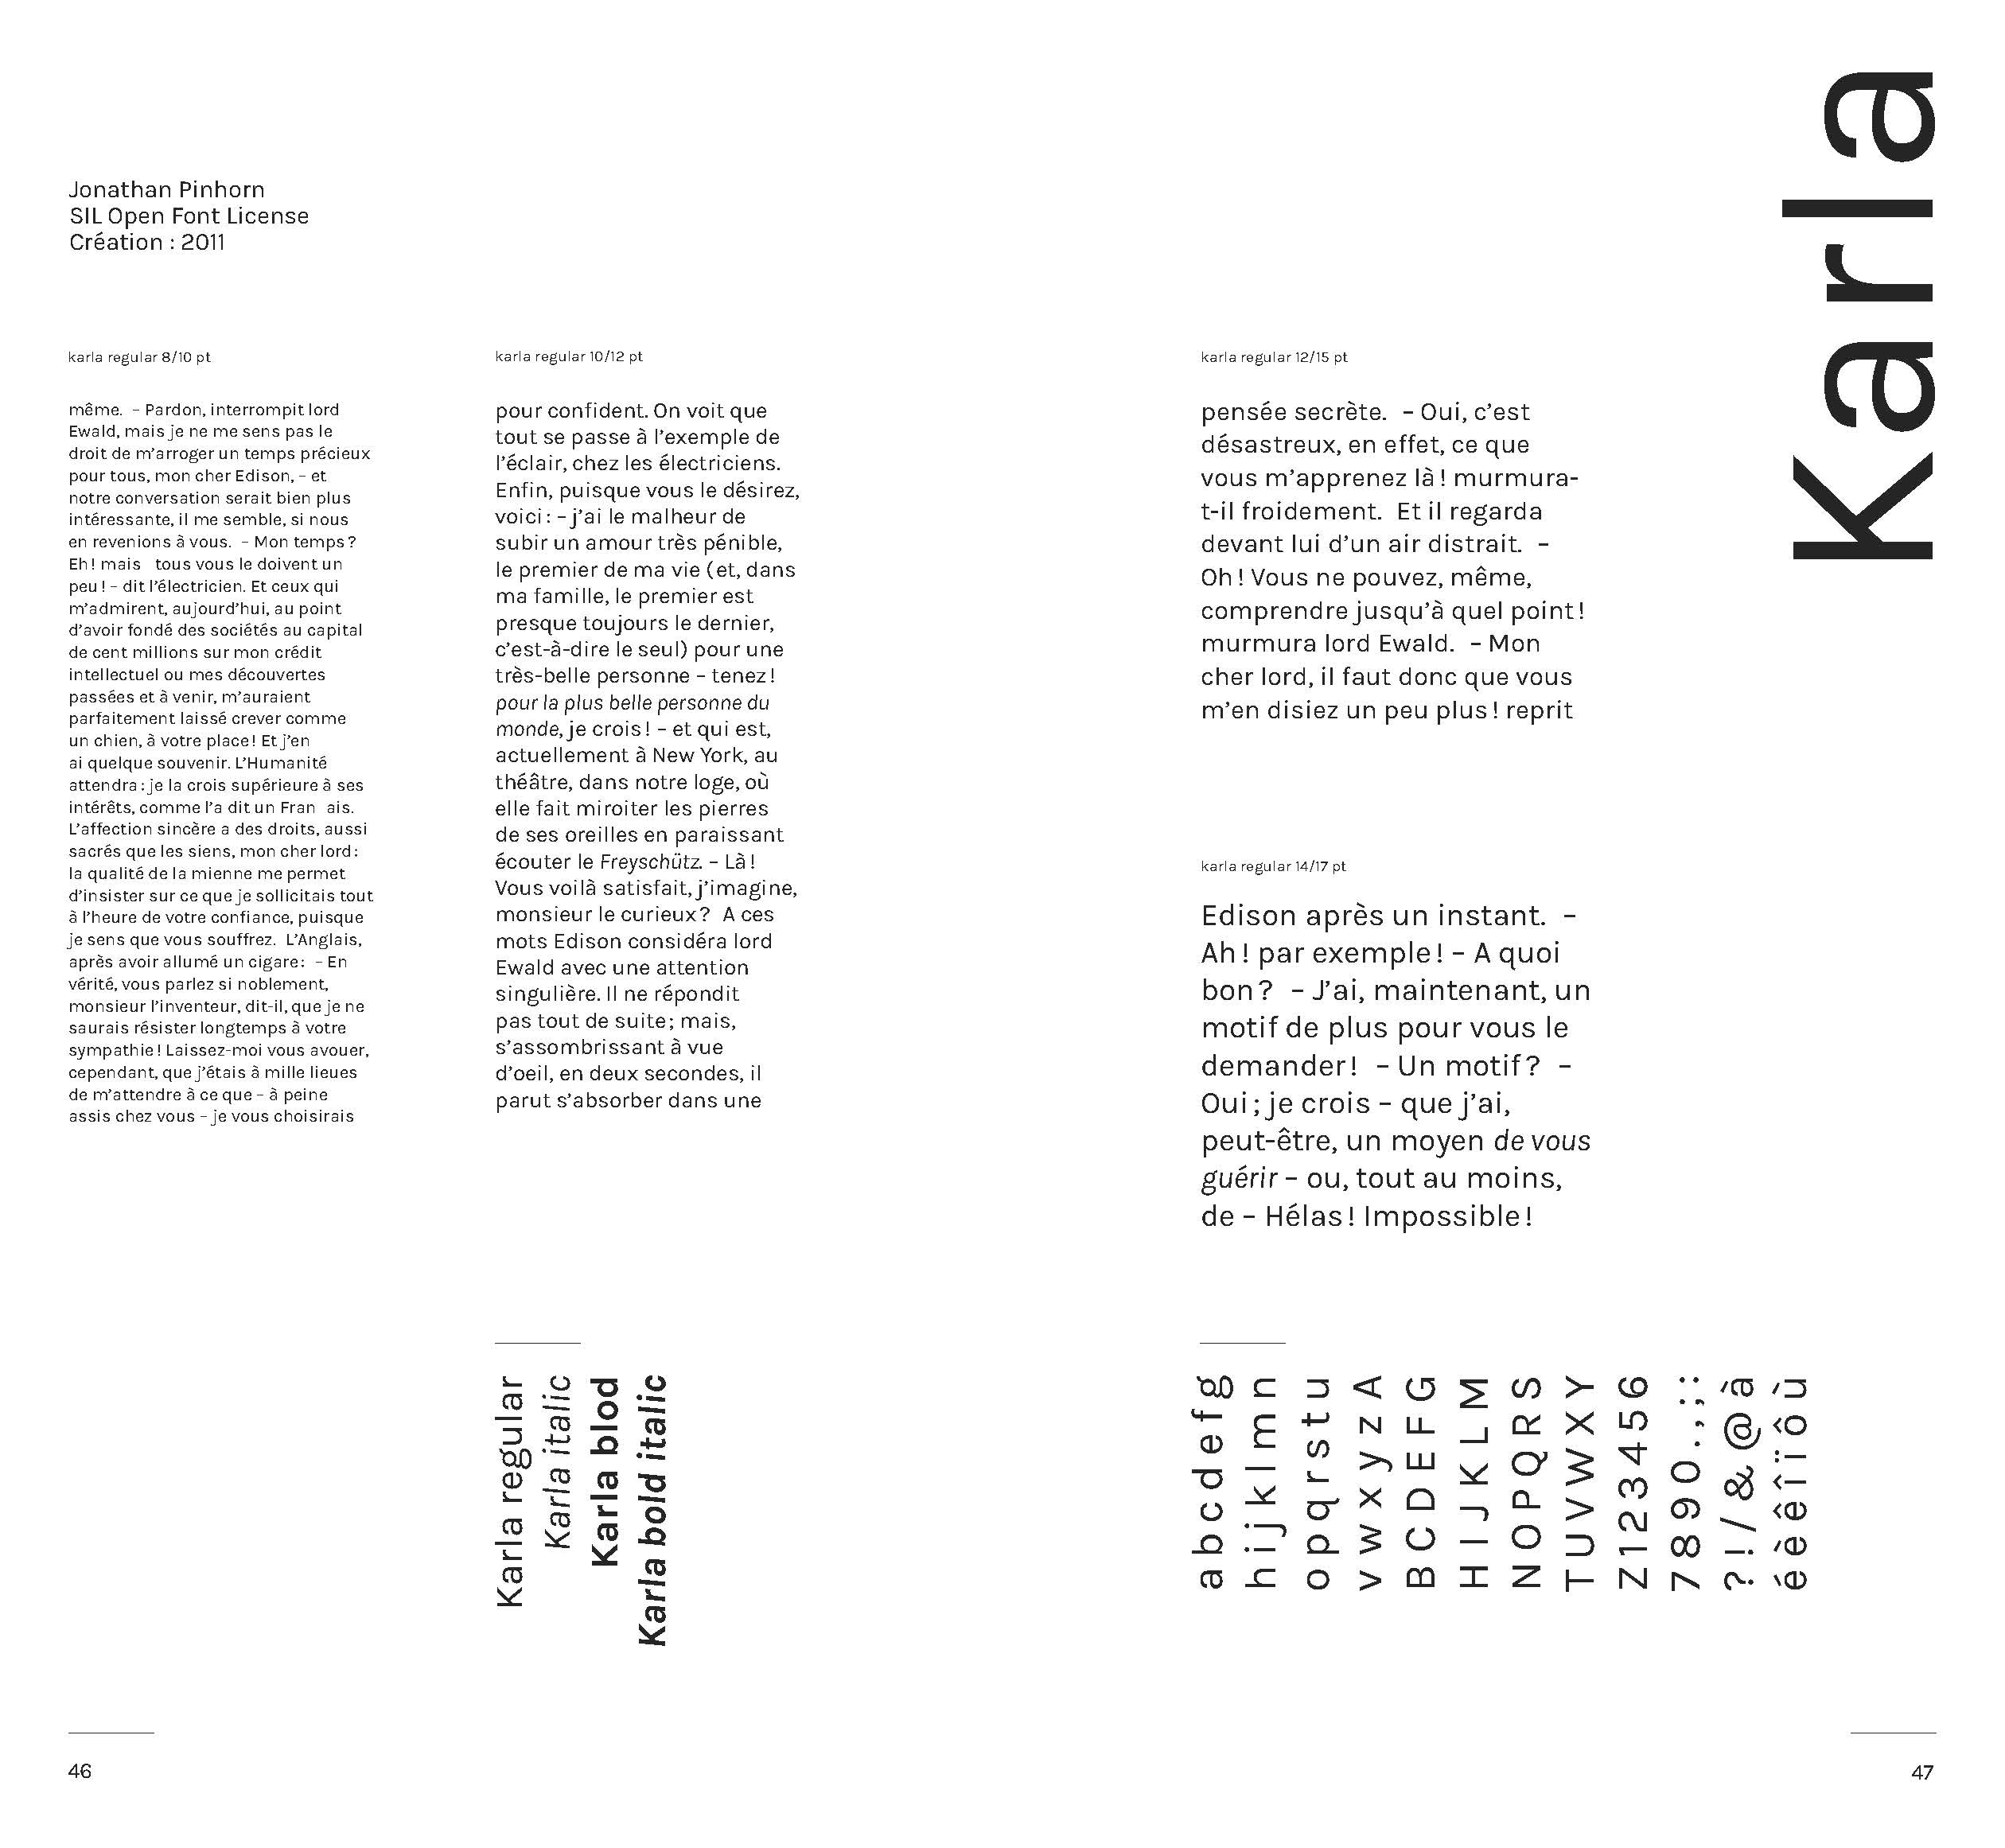 Jonathan Pinhorn
SIL Open Font License
Création : 2011
karla regular 8/10 pt
même.  – Pardon, interrompit lord
Ewald, mais je ne me sens pas le
droit de m’arroger un temps précieux
pour tous, mon cher Edison, – et
notre conversation serait bien plus
intéressante, il me semble, si nous
en revenions à vous.  – Mon temps ?
Eh ! mais   tous vous le doivent un
peu ! – dit l’électricien. Et ceux qui
m’admirent, aujourd’hui, au point
d’avoir fondé des sociétés au capital
de cent millions sur mon crédit
intellectuel ou mes découvertes
passées et à venir, m’auraient
parfaitement laissé crever comme
un chien, à votre place ! Et j’en
ai quelque souvenir. L’Humanité
attendra : je la crois supérieure à ses
intérêts, comme l’a dit un Fran  ais.
L’affection sincère a des droits, aussi
sacrés que les siens, mon cher lord :
la qualité de la mienne me permet
d’insister sur ce que je sollicitais tout
à l’heure de votre confiance, puisque
je sens que vous souffrez.  L’Anglais,
après avoir allumé un cigare :  – En
vérité, vous parlez si noblement,
monsieur l’inventeur, dit-il, que je ne
saurais résister longtemps à votre
sympathie ! Laissez-moi vous avouer,
cependant, que j’étais à mille lieues
de m’attendre à ce que – à peine
assis chez vous – je vous choisirais
karla regular 10/12 pt
pour confident. On voit que
tout se passe à l’exemple de
l’éclair, chez les électriciens.
Enfin, puisque vous le désirez,
voici : – j’ai le malheur de
subir un amour très pénible,
le premier de ma vie (et, dans
ma famille, le premier est
presque toujours le dernier,
c’est-à-dire le seul) pour une
très-belle personne – tenez !
pour la plus belle personne du
monde, je crois ! – et qui est,
actuellement à New York, au
théâtre, dans notre loge, où
elle fait miroiter les pierres
de ses oreilles en paraissant
écouter le Freyschütz. – Là !
Vous voilà satisfait, j’imagine,
monsieur le curieux ?  A ces
mots Edison considéra lord
Ewald avec une attention
singulière. Il ne répondit
pas tout de suite ; mais,
s’assombrissant à vue
d’oeil, en deux secondes, il
parut s’absorber dans une
Karla regular
Karla italic
Karla blod
Karla bold italic
46
Karla
karla regular 12/15 pt
pensée secrète.  – Oui, c’est
désastreux, en effet, ce que
vous m’apprenez là ! murmura-
t-il froidement.  Et il regarda
devant lui d’un air distrait.  –
Oh ! Vous ne pouvez, même,
comprendre jusqu’à quel point !
murmura lord Ewald.  – Mon
cher lord, il faut donc que vous
m’en disiez un peu plus ! reprit
karla regular 14/17 pt
Edison après un instant.  –
Ah ! par exemple ! – A quoi
bon ?  – J’ai, maintenant, un
motif de plus pour vous le
demander !  – Un motif ?  –
Oui ; je crois – que j’ai,
peut-être, un moyen de vous
guérir – ou, tout au moins,
de – Hélas ! Impossible !
a b c d e f g
h i j k l m n
o p q r s t u
v w x y z A
B C D E F G
H I J K L M
N O P Q R S
T U V W X Y
Z 1 2 3 4 5 6
7 8 9 0 . , ; :
? ! / & @ à
é è ê î ï ô ù
47